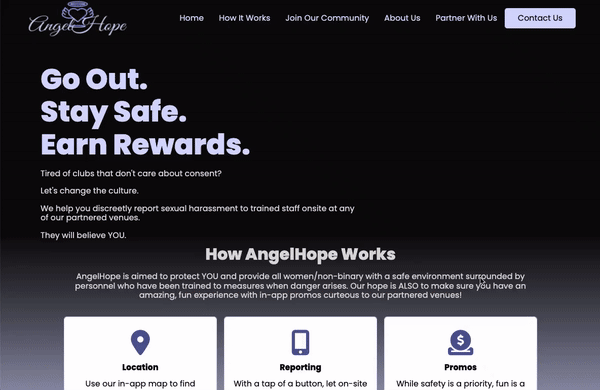 AngelHope
Home How It Works Join Our Community About Us Partner With Us Contact Us
Go Out.
Stay Safe.
Earn Rewards.
Tired of clubs that don't care about consent?
Let's change the culture.
We help you discreetly report sexual harassment to trained staff onsite at any
of our partnered venues.
They will believe YOU.
How AngelHope Works
AngelHope is aimed to protect YOU and provide all women/non-binary with a safe environment surrounded by
personnel who have been trained to measures when danger arises. Our hope is ALSO to make sure you have an
amazing, fun experience with in-app promos curteous to our partnered venues!
Location
Use our in-app map to find
Reporting
With a tap of a button, let on-site
Promos
While safety is a priority, fun is a